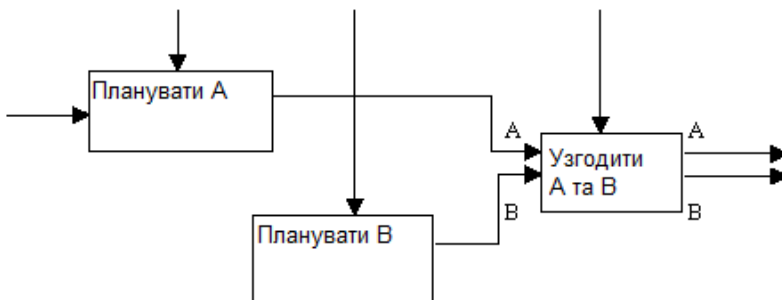 Планувати А
А
Узгодити
А та В
А
В
Планувати В
В